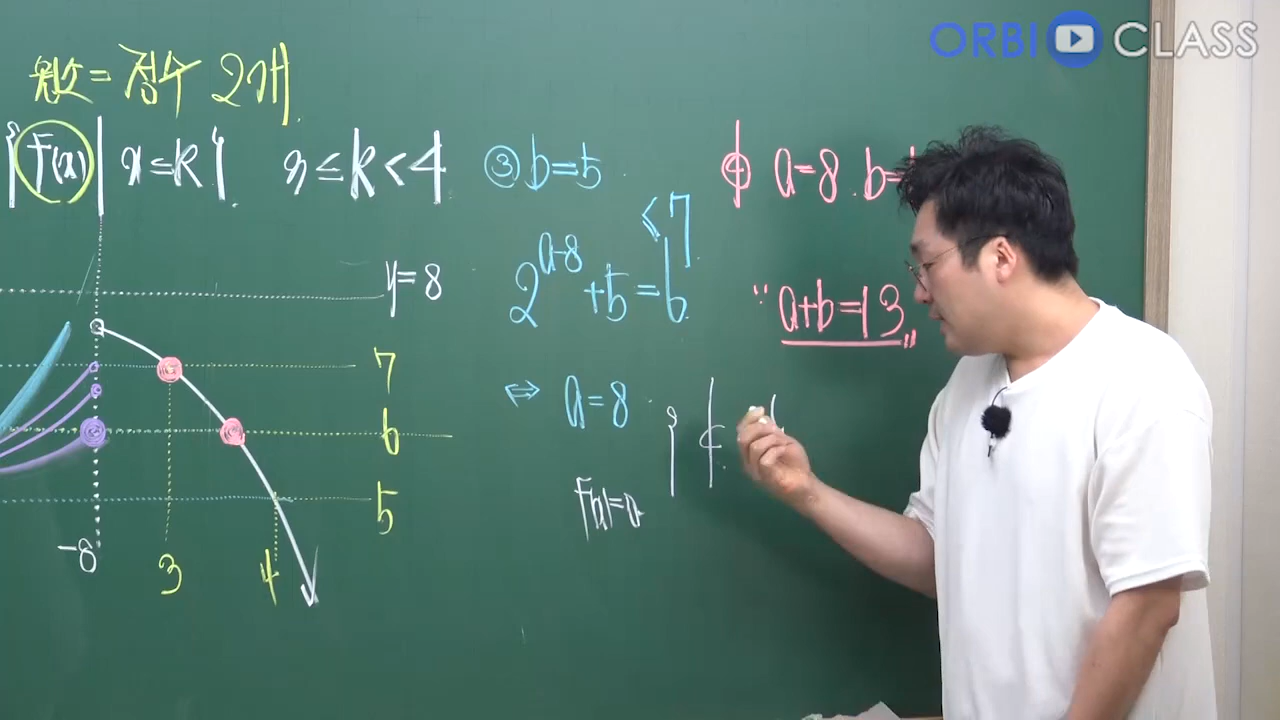 ORBI CLASS
원소 = 정수 2개.
{ f(x) | x ≤ k }. 3 ≤ k < 4
③ b=5
2^{a-8} + 5 = 6 < 7.
⇔ a=8.
④ a=8. b=
∵ a+b=13"
y=8
7
6
5
-8
3
4
f(x)=a